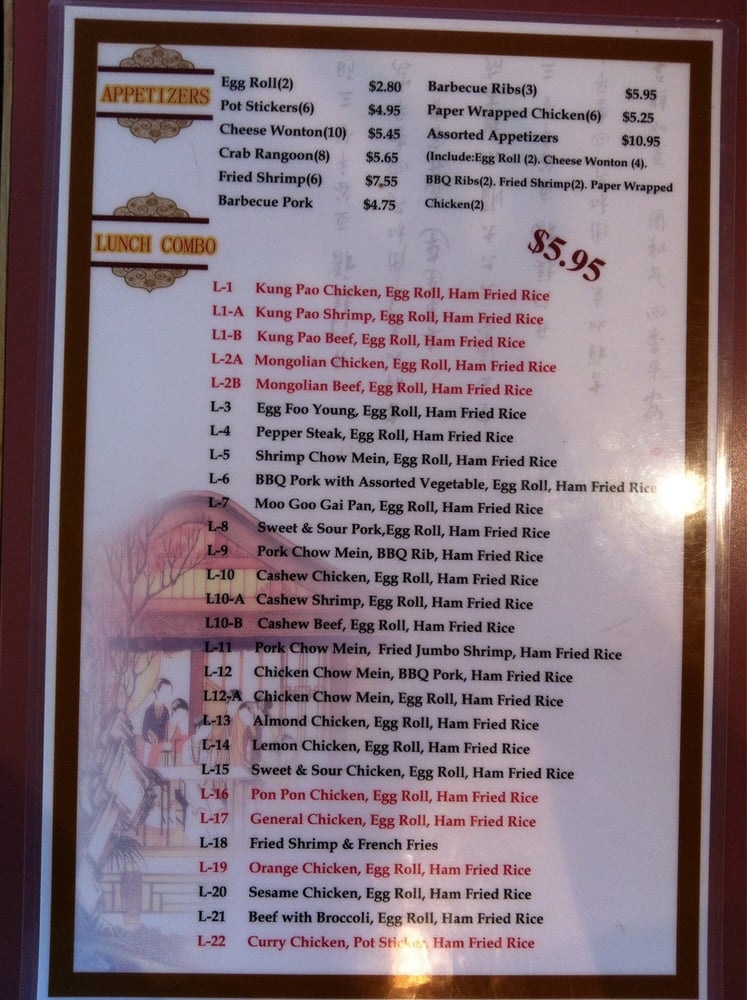 APPETIZERS
Egg Roll(2) $2.80
Pot Stickers(6) $4.95
Cheese Wonton(10) $5.45
Crab Rangoon(8) $5.65
Fried Shrimp(6) $7.55
Barbecue Pork $4.75
Barbecue Ribs(3) $5.95
Paper Wrapped Chicken(6) $5.25
Assorted Appetizers $10.95
(Include:Egg Roll (2). Cheese Wonton (4).
BBQ Ribs(2). Fried Shrimp(2). Paper Wrapped
Chicken(2)
LUNCH COMBO
$5.95
L-1 Kung Pao Chicken, Egg Roll, Ham Fried Rice
L1-A Kung Pao Shrimp, Egg Roll, Ham Fried Rice
L1-B Kung Pao Beef, Egg Roll, Ham Fried Rice
L-2A Mongolian Chicken, Egg Roll, Ham Fried Rice
L-2B Mongolian Beef, Egg Roll, Ham Fried Rice
L-3 Egg Foo Young, Egg Roll, Ham Fried Rice
L-4 Pepper Steak, Egg Roll, Ham Fried Rice
L-5 Shrimp Chow Mein, Egg Roll, Ham Fried Rice
L-6 BBQ Pork with Assorted Vegetable, Egg Roll, Ham Fried Rice
L-7 Moo Goo Gai Pan, Egg Roll, Ham Fried Rice
L-8 Sweet & Sour Pork,Egg Roll, Ham Fried Rice
L-9 Pork Chow Mein, BBQ Rib, Ham Fried Rice
L-10 Cashew Chicken, Egg Roll, Ham Fried Rice
L10-A Cashew Shrimp, Egg Roll, Ham Fried Rice
L10-B Cashew Beef, Egg Roll, Ham Fried Rice
L-11 Pork Chow Mein, Fried Jumbo Shrimp, Ham Fried Rice
L-12 Chicken Chow Mein, BBQ Pork, Ham Fried Rice
L12-A Chicken Chow Mein, Egg Roll, Ham Fried Rice
L-13 Almond Chicken, Egg Roll, Ham Fried Rice
L-14 Lemon Chicken, Egg Roll, Ham Fried Rice
L-15 Sweet & Sour Chicken, Egg Roll, Ham Fried Rice
L-16 Pon Pon Chicken, Egg Roll, Ham Fried Rice
L-17 General Chicken, Egg Roll, Ham Fried Rice
L-18 Fried Shrimp & French Fries
L-19 Orange Chicken, Egg Roll, Ham Fried Rice
L-20 Sesame Chicken, Egg Roll, Ham Fried Rice
L-21 Beef with Broccoli, Egg Roll, Ham Fried Rice
L-22 Curry Chicken, Pot Sticker, Ham Fried Rice